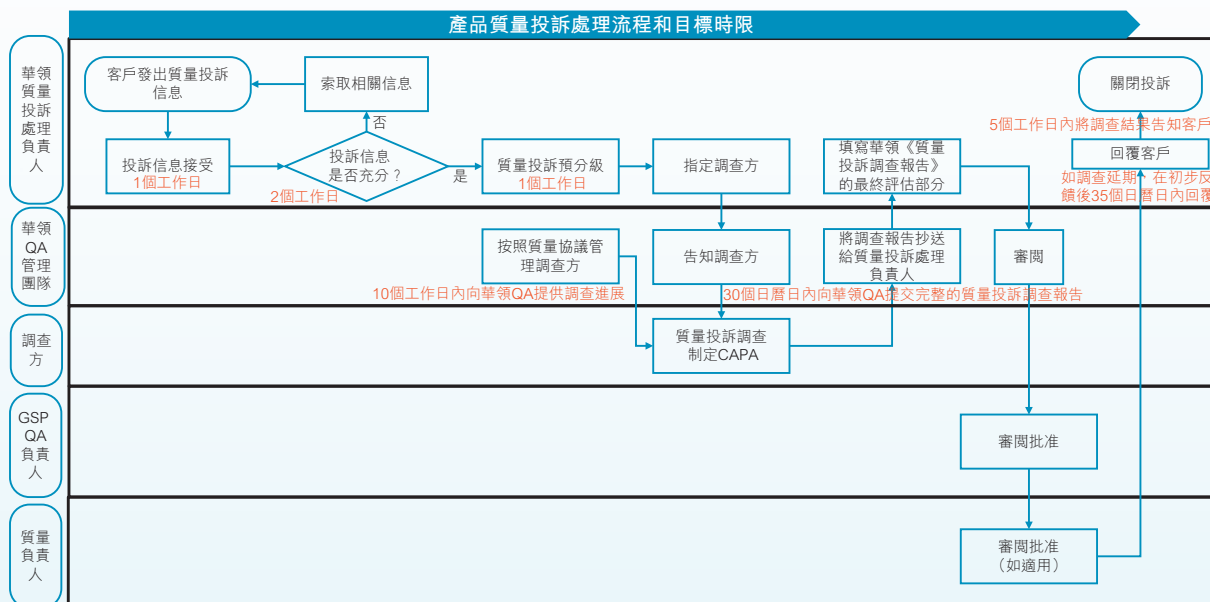 產品質量投訴處理流程和目標時限
華領
質量
投訴
處理
負責
人
客戶發出質量投訴
信息
索取相關信息
關閉投訴
否
5個工作日內將調查結果告知客戶
投訴信息接受
1個工作日
投訴信息
是否充分？
2個工作日
是
質量投訴預分級
1個工作日
指定調查方
填寫華領《質量
投訴調查報告》
的最終評估部分
回覆客戶
如調查延期，在初步反
饋後35個日曆日內回覆
華領
QA
管理
團隊
按照質量協議管
理調查方
告知調查方
將調查報告抄送
給質量投訴處理
負責人
審閲
10個工作日內向華領QA提供調查進展
30個日曆日內向華領QA提交完整的質量投訴調查報告
調查
方
質量投訴調查
制定CAPA
GSP
QA
負責
人
審閲批准
質量
負責
人
審閲批准
（如適用）